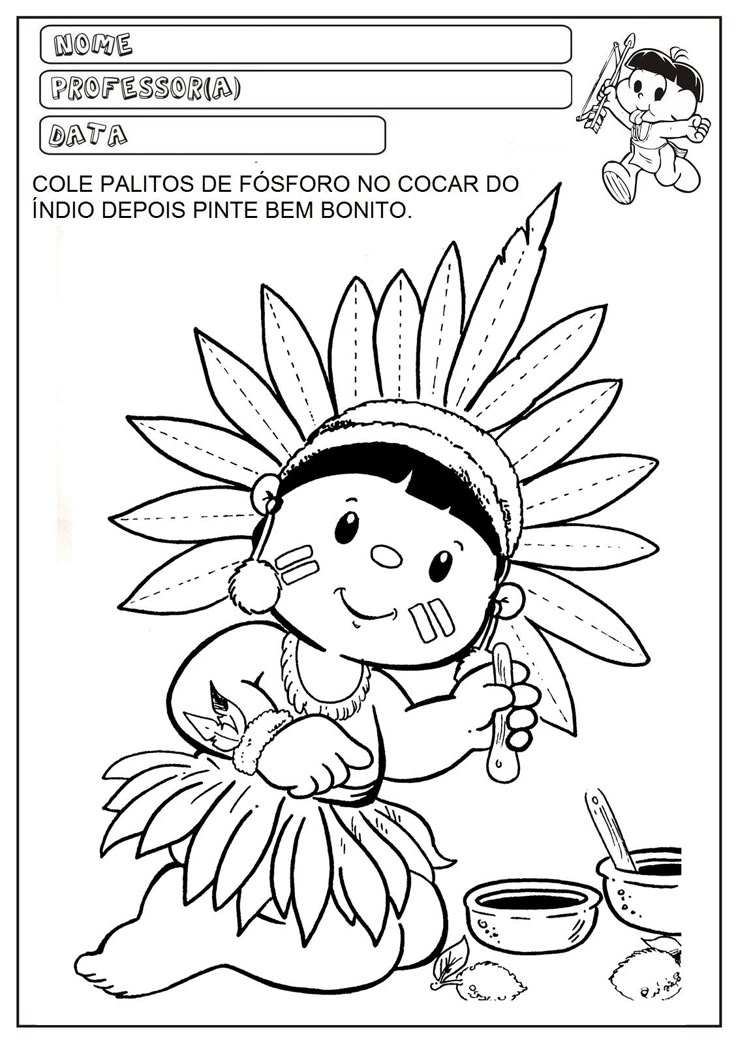 NOME
PROFESSOR(A)
DATA
COLE PALITOS DE FÓSFORO NO COCAR DO
ÍNDIO DEPOIS PINTE BEM BONITO.